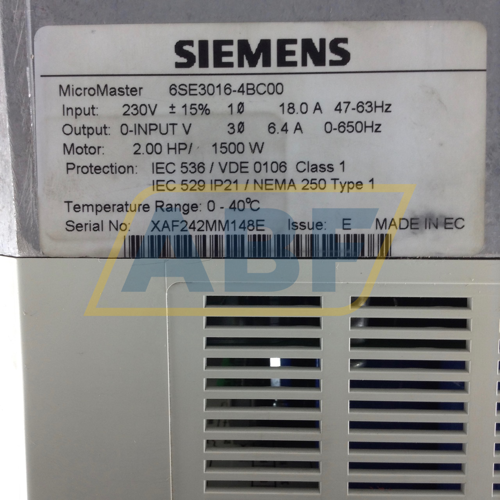 SIEMENS
MicroMaster 6SE3016-4BC00
Input: 230V ± 15% 1Ø 18.0 A 47-63Hz
Output: 0-INPUT V 3Ø 6.4 A 0-650Hz
Motor: 2.00 HP/ 1500 W
Protection: IEC 536 / VDE 0106 Class 1
IEC 529 IP21 / NEMA 250 Type 1
Temperature Range: 0 - 40°C
Serial No: XAF242MM148E Issue: E MADE IN EC
ABF